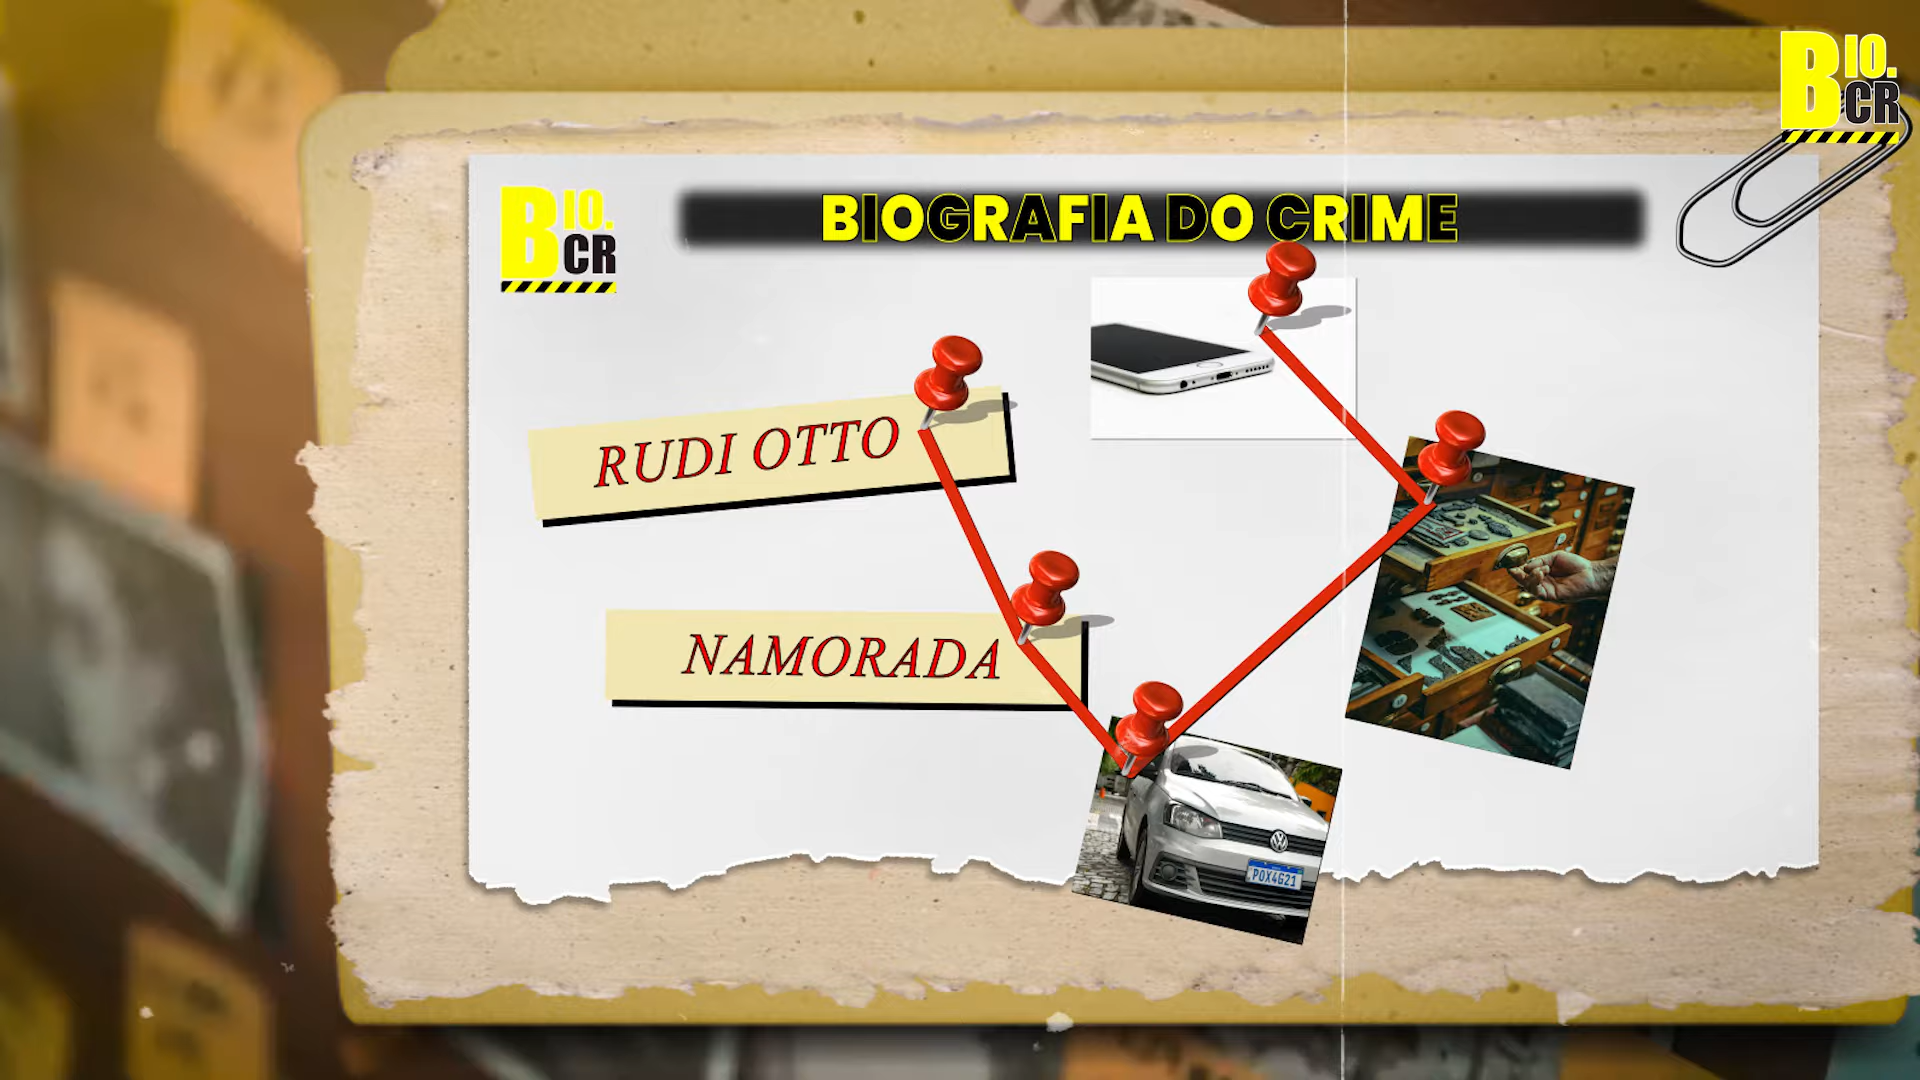 BIO.
CR
BIO.
CR
BIOGRAFIA DO CRIME
RUDI OTTO
NAMORADA
POX4G21